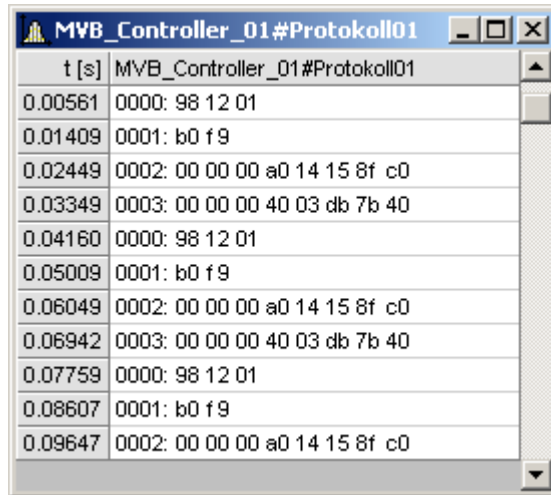 MVB_Controller_01#Protokoll01
t [s] MVB_Controller_01#Protokoll01
0.00561 0000: 98 12 01
0.01409 0001: b0 f 9
0.02449 0002: 00 00 00 a0 14 15 8f c0
0.03349 0003: 00 00 00 40 03 db 7b 40
0.04160 0000: 98 12 01
0.05009 0001: b0 f 9
0.06049 0002: 00 00 00 a0 14 15 8f c0
0.06942 0003: 00 00 00 40 03 db 7b 40
0.07759 0000: 98 12 01
0.08607 0001: b0 f 9
0.09647 0002: 00 00 00 a0 14 15 8f c0